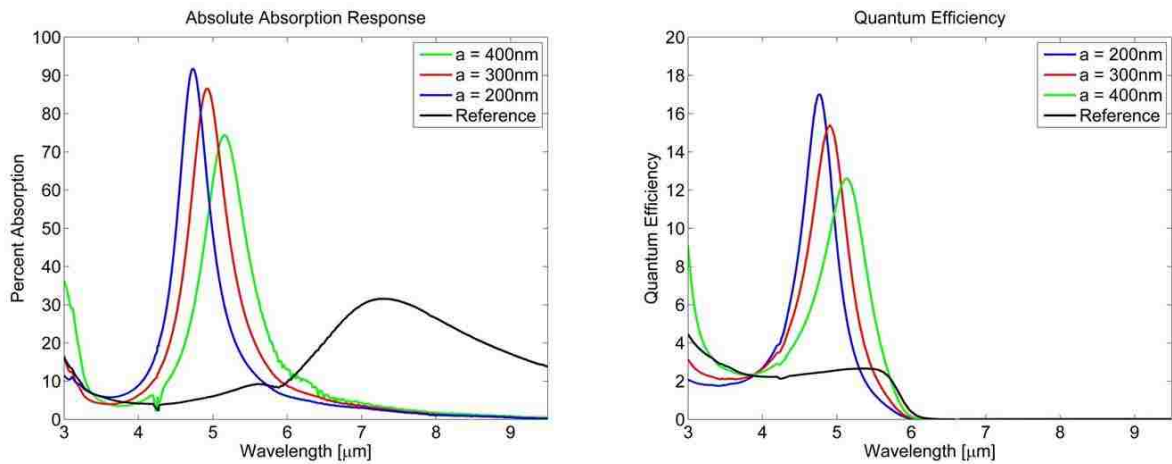 Absolute Absorption Response
100
90
80
70
60
50
40
30
20
10
0
Percent Absorption
3 4 5 6 7 8 9
Wavelength [μm]
a = 400nm
a = 300nm
a = 200nm
Reference
Quantum Efficiency
20
18
16
14
12
10
8
6
4
2
0
Quantum Efficiency
3 4 5 6 7 8 9
Wavelength [μm]
a = 200nm
a = 300nm
a = 400nm
Reference